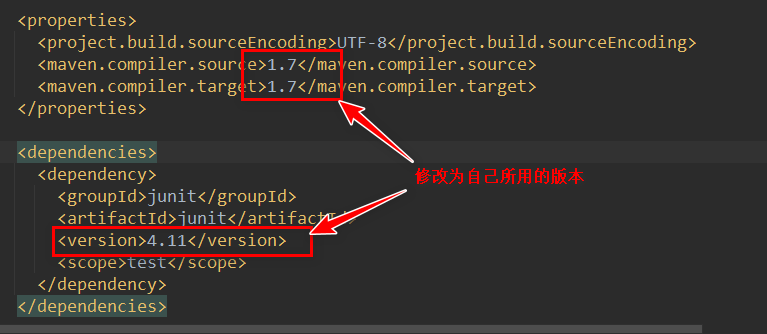 <properties>
<project.build.sourceEncoding>UTF-8</project.build.sourceEncoding>
<maven.compiler.source>1.7</maven.compiler.source>
<maven.compiler.target>1.7</maven.compiler.target>
</properties>
<dependencies>
<dependency>
<groupId>junit</groupId>
修改为自己所用的版本
<artifactId>junit</artifactId>
<version>4.11</version>
<scope>test</scope>
</dependency>
</dependencies>